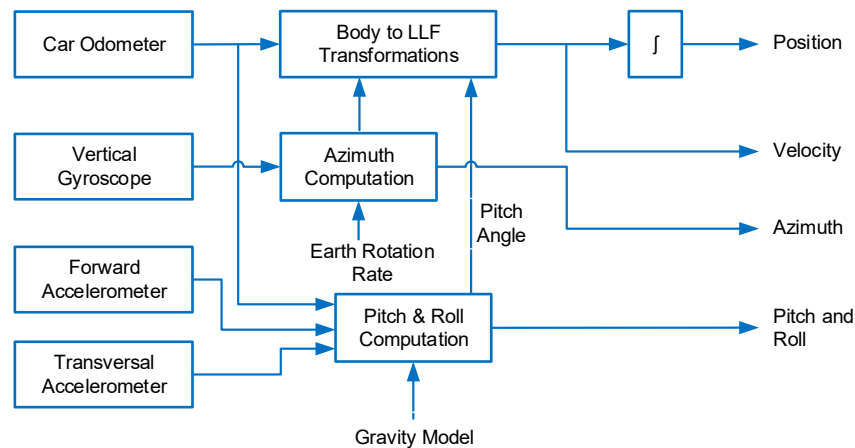 Car Odometer
Body to LLF
Transformations
∫
Position
Vertical
Gyroscope
Azimuth
Computation
Velocity
Pitch
Angle
Azimuth
Earth Rotation
Rate
Forward
Accelerometer
Pitch & Roll
Computation
Pitch and
Roll
Transversal
Accelerometer
Gravity Model